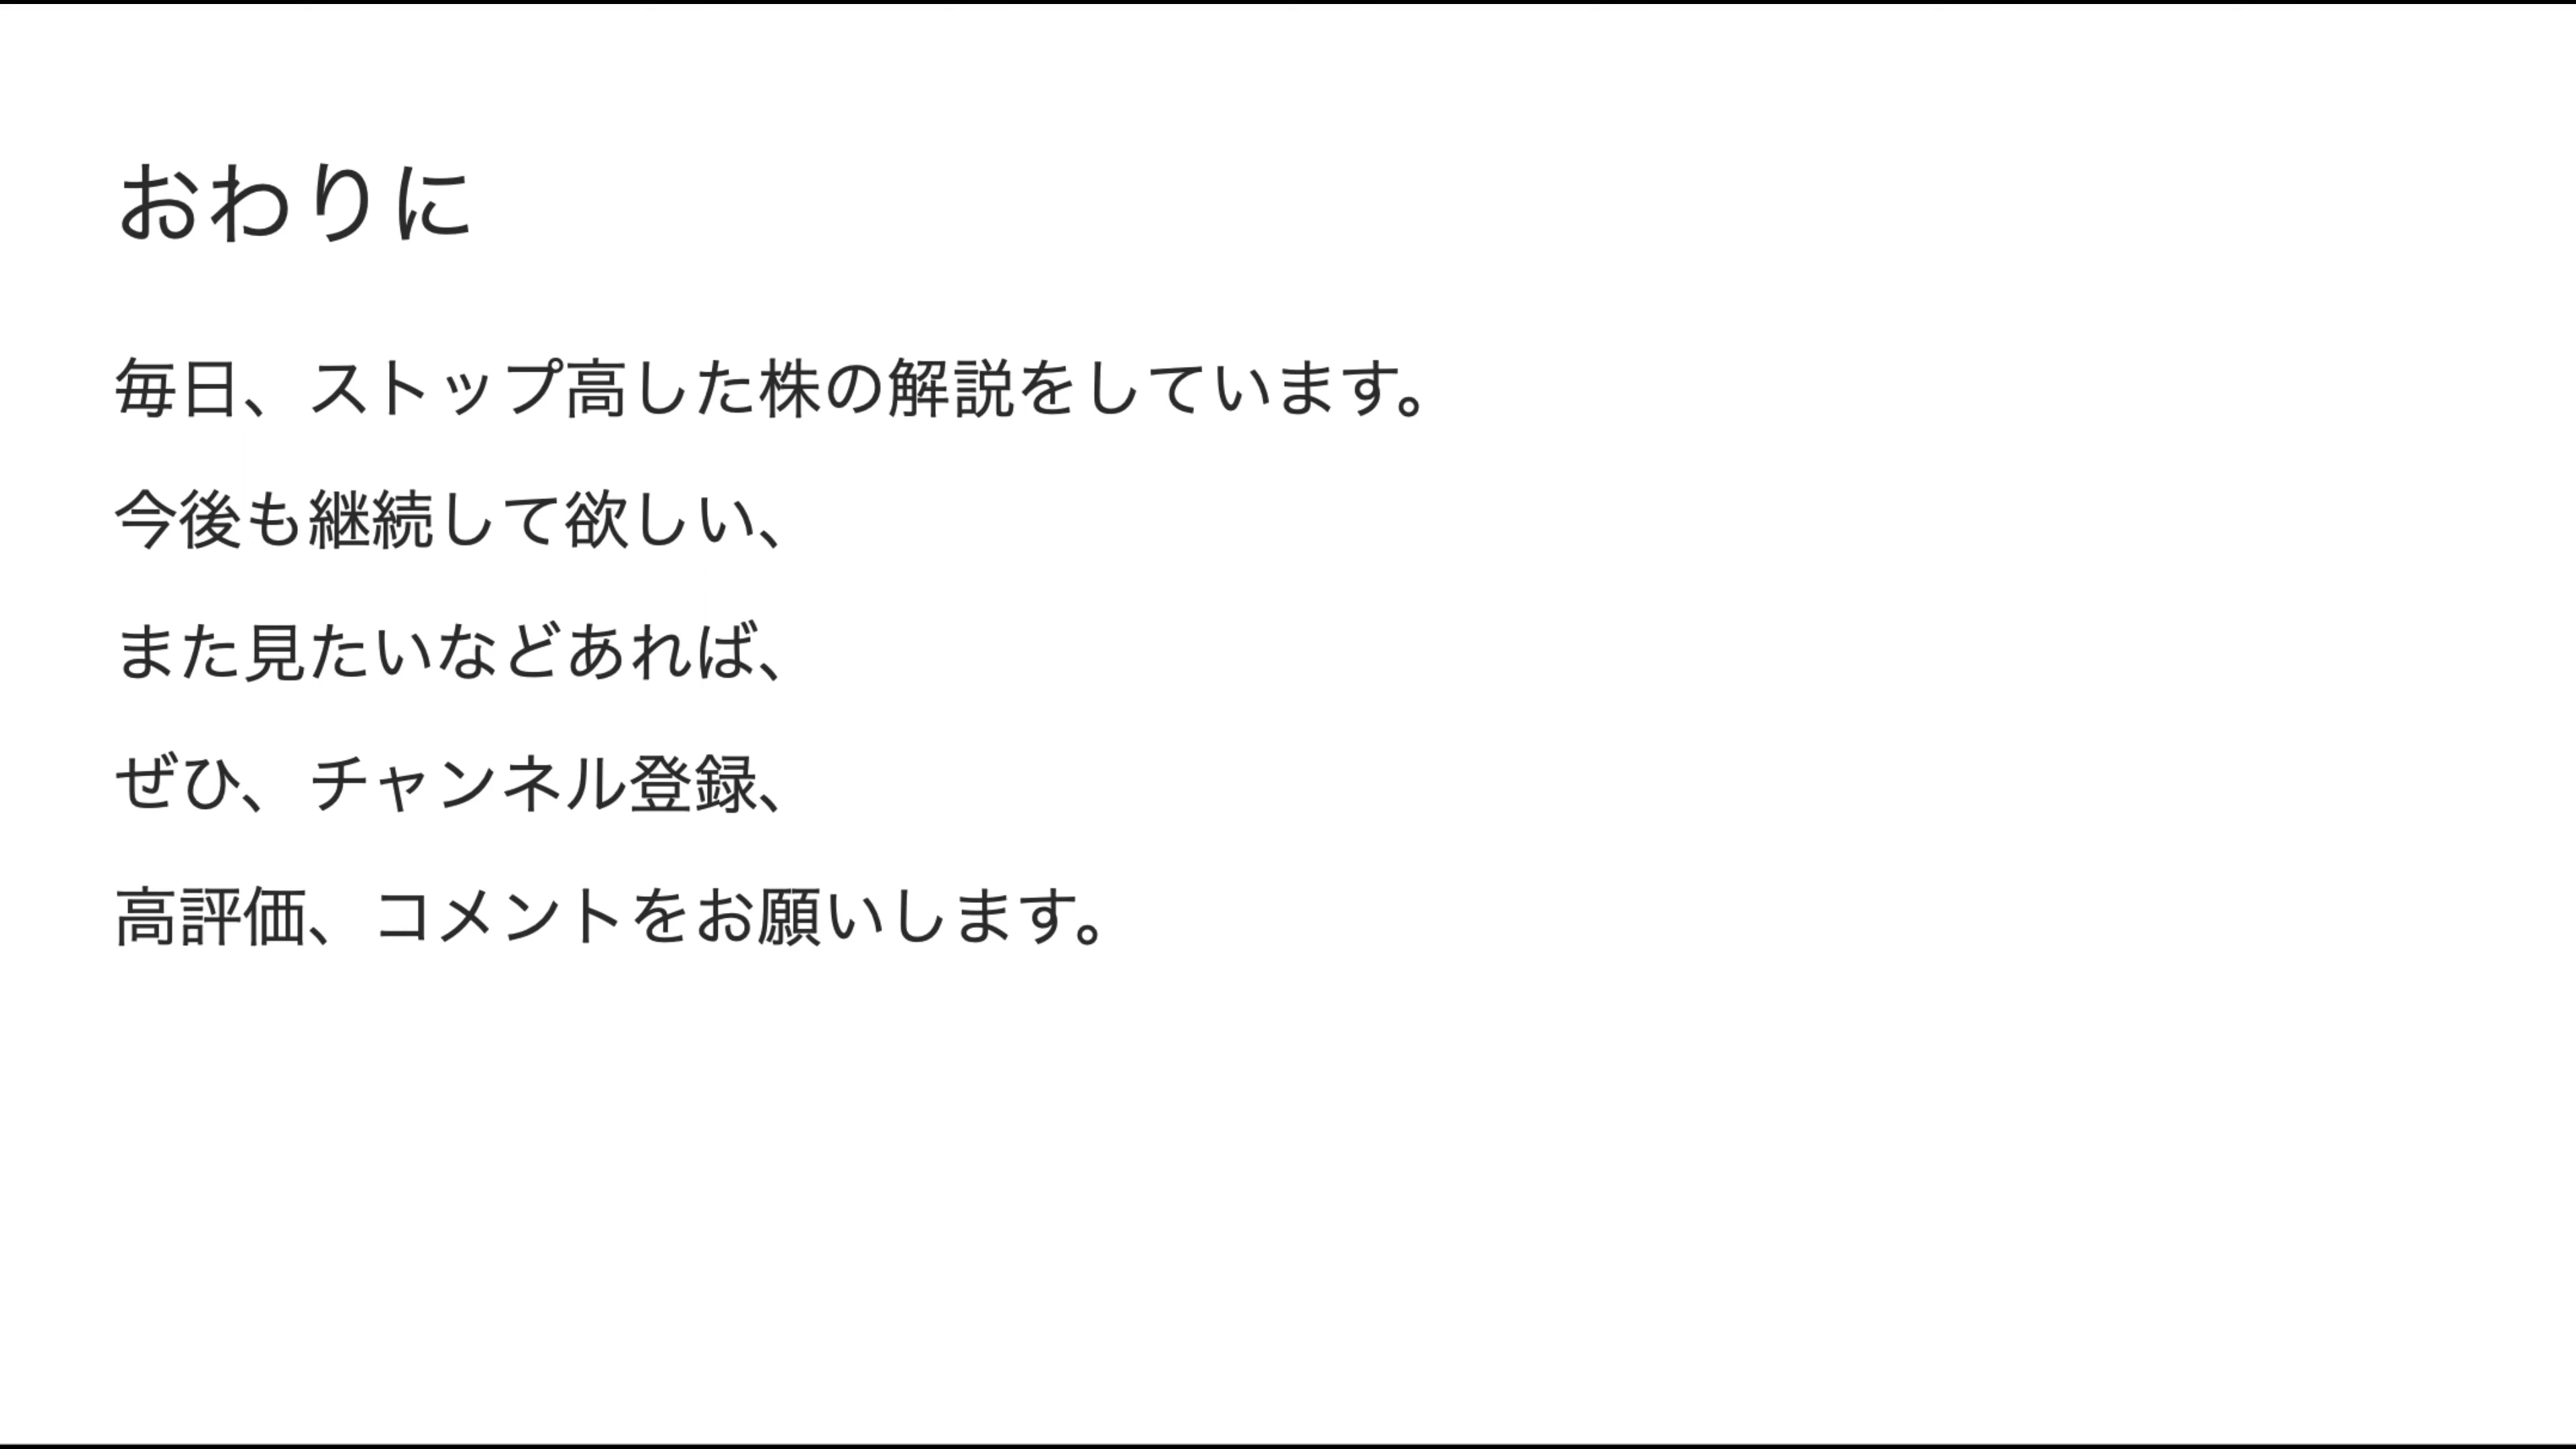 おわりに
毎日、ストップ高した株の解説をしています。
今後も継続して欲しい、
また見たいなどあれば、
ぜひ、チャンネル登録、
高評価、コメントをお願いします。